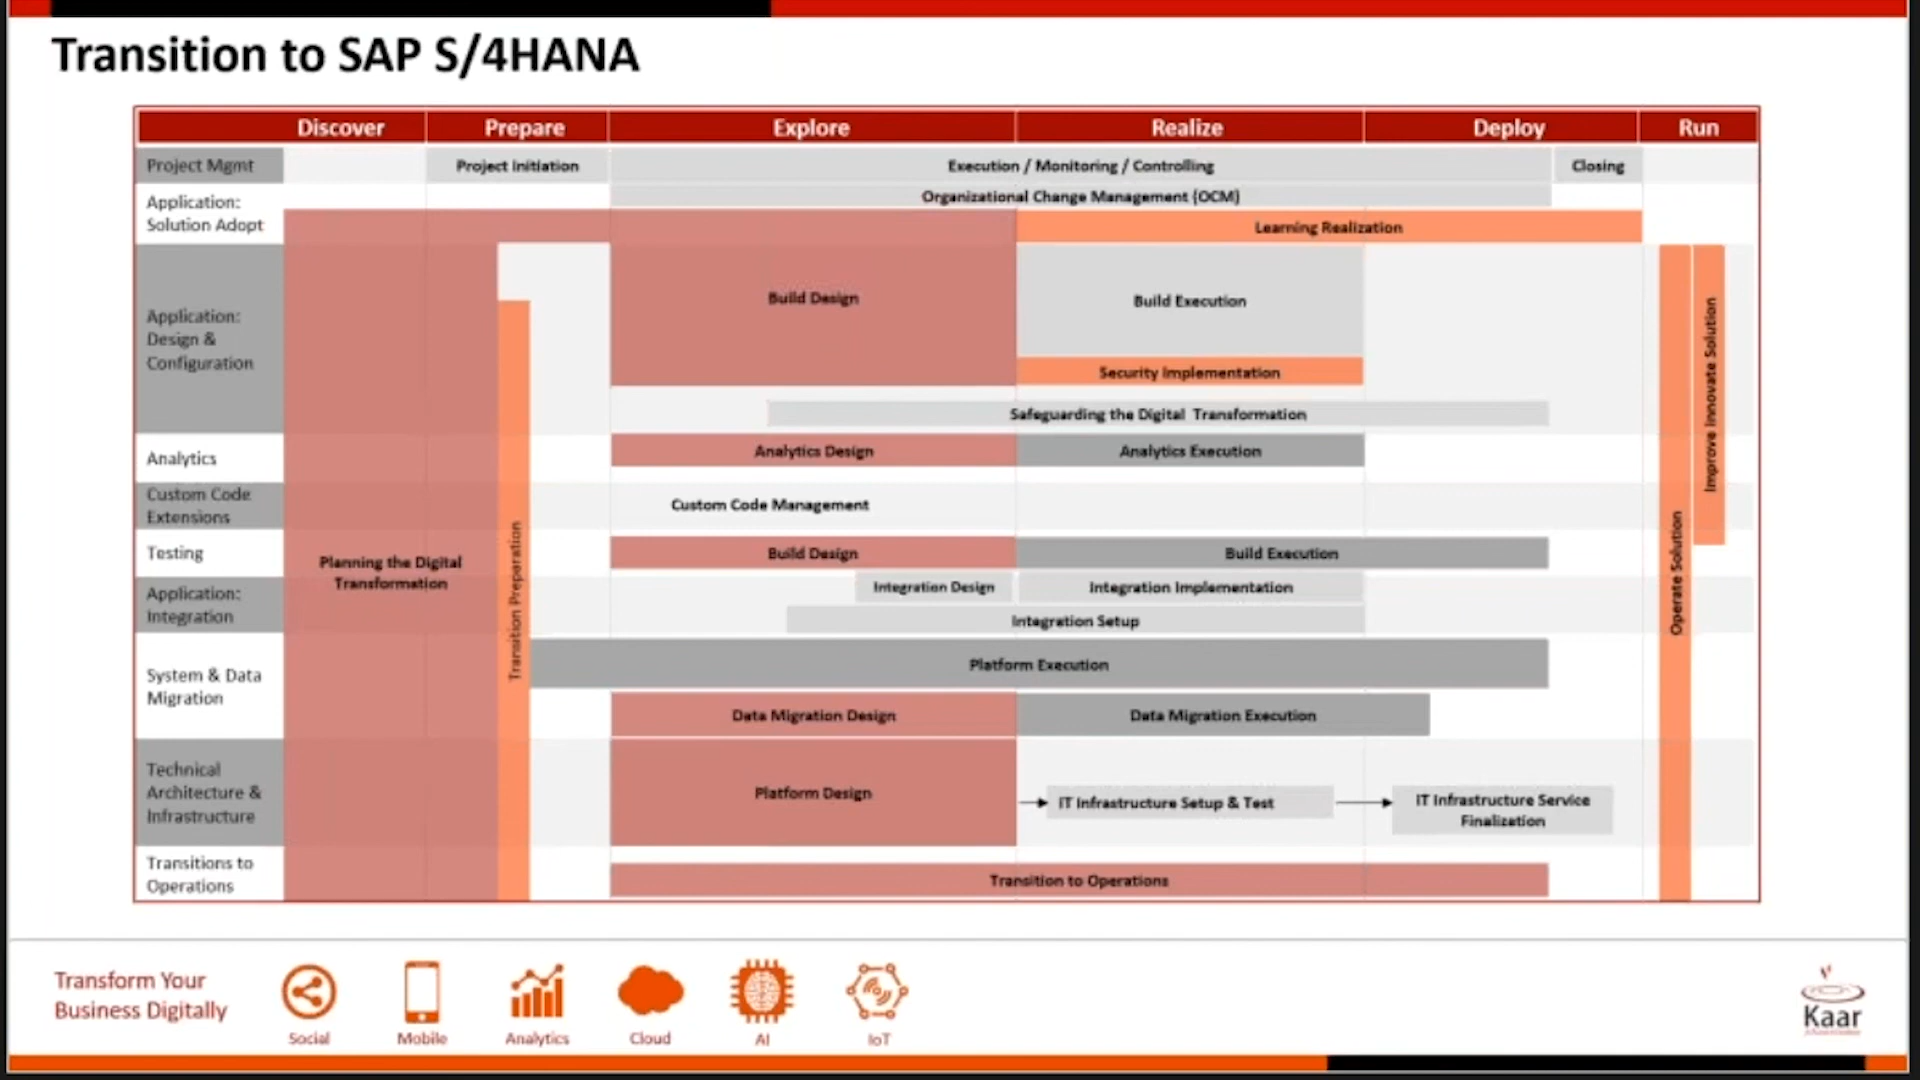 Transition to SAP S/4HANA
Discover
Prepare
Explore
Realize
Deploy
Run
Project Mgmt
Project Initiation
Execution / Monitoring / Controlling
Closing
Application:
Solution Adopt
Organizational Change Management (OCM)
Learning Realization
Application:
Design &
Configuration
Build Design
Build Execution
Security Implementation
Safeguarding the Digital Transformation
Analytics
Analytics Design
Analytics Execution
Custom Code
Extensions
Custom Code Management
Testing
Build Design
Build Execution
Planning the Digital
Transformation
Transition Preparation
Application:
Integration
Integration Design
Integration Implementation
Integration Setup
System & Data
Migration
Platform Execution
Data Migration Design
Data Migration Execution
Technical
Architecture &
Infrastructure
Platform Design
IT Infrastructure Setup & Test
IT Infrastructure Service
Finalization
Transitions to
Operations
Transition to Operations
Operate Solution
Improve Innovate Solution
Transform Your
Business Digitally
Social
Mobile
Analytics
Cloud
AI
IoT
Kaar